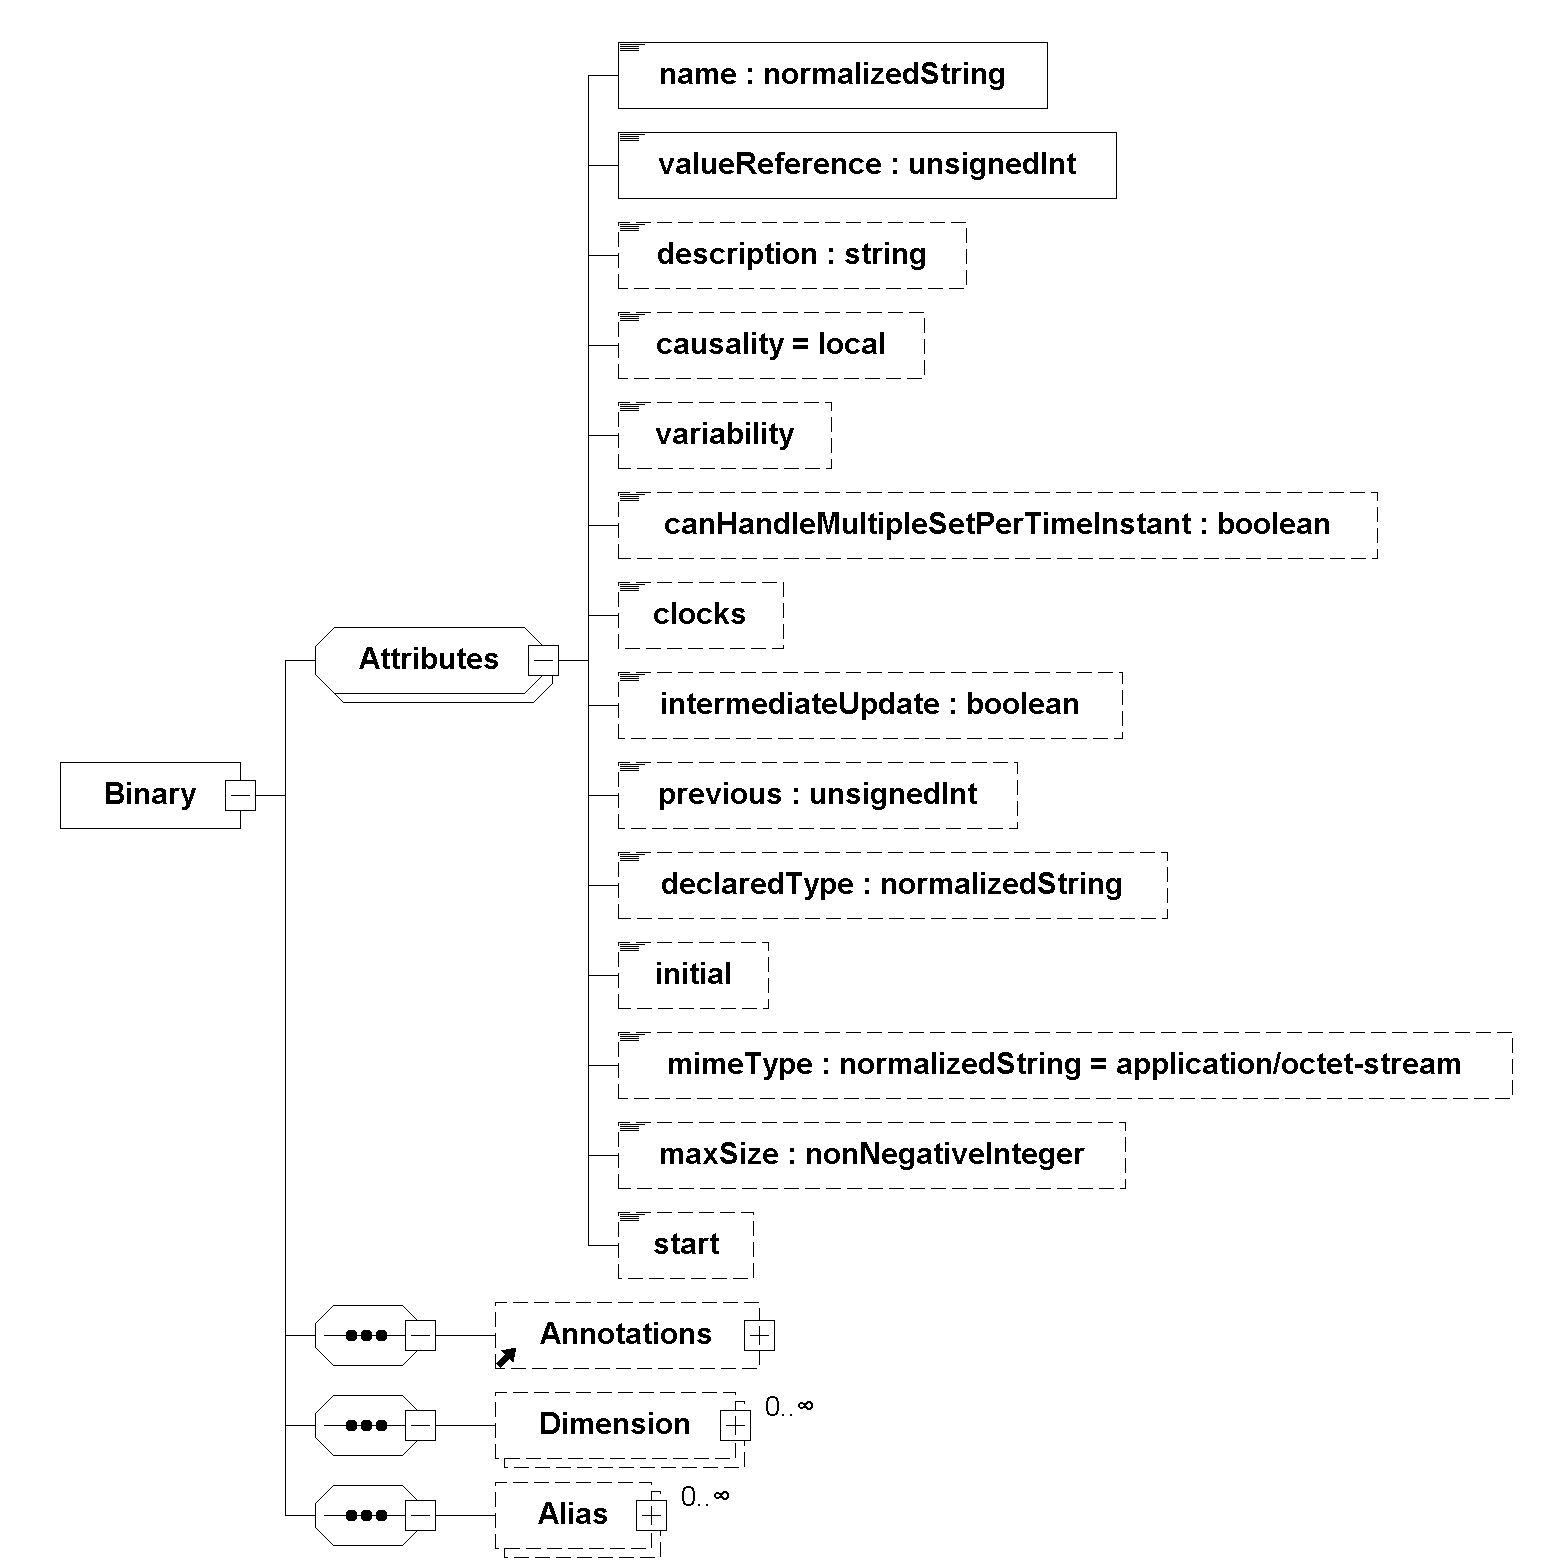 name : normalizedString
valueReference : unsignedInt
description : string
causality = local
variability
canHandleMultipleSetPerTimeInstant : boolean
clocks
Attributes
intermediateUpdate : boolean
Binary
previous : unsignedInt
declaredType : normalizedString
initial
mimeType : normalizedString = application/octet-stream
maxSize : nonNegativeInteger
start
Annotations
Dimension
0..∞
Alias
0..∞